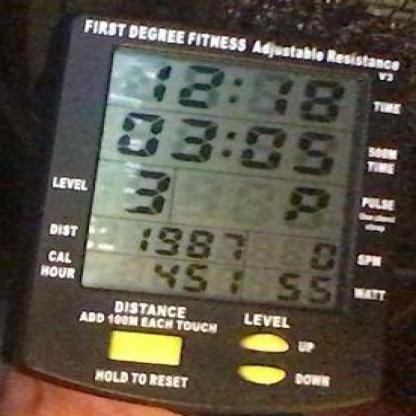 FIRST DEGREE FITNESS Adjustable Resistance
V3
12:18 TIME
03:05 500M TIME
LEVEL 3 P PULSE
DIST 1987 0 SPM
CAL HOUR 451 55 WATT
DISTANCE LEVEL
ADD 100M EACH TOUCH
UP
HOLD TO RESET DOWN